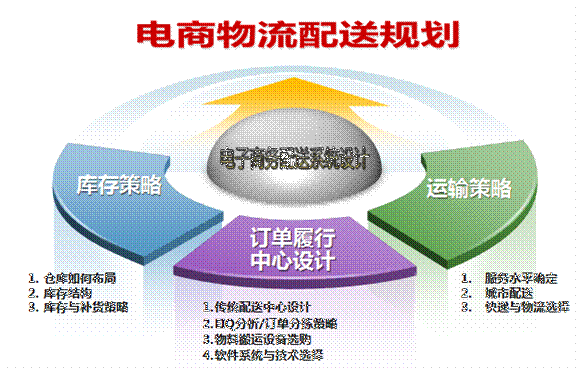 电商物流配送规划
电子商务配送系统设计
库存策略
订单履行
中心设计
运输策略
1. 仓库如何布局
2. 库存结构
3. 库存与补货策略
1.传统配送中心设计
2.EIQ分析/订单分拣策略
3.物料搬运设备选购
4.软件系统与技术选择
1. 服务水平确定
2. 城市配送
3. 快递与物流选择